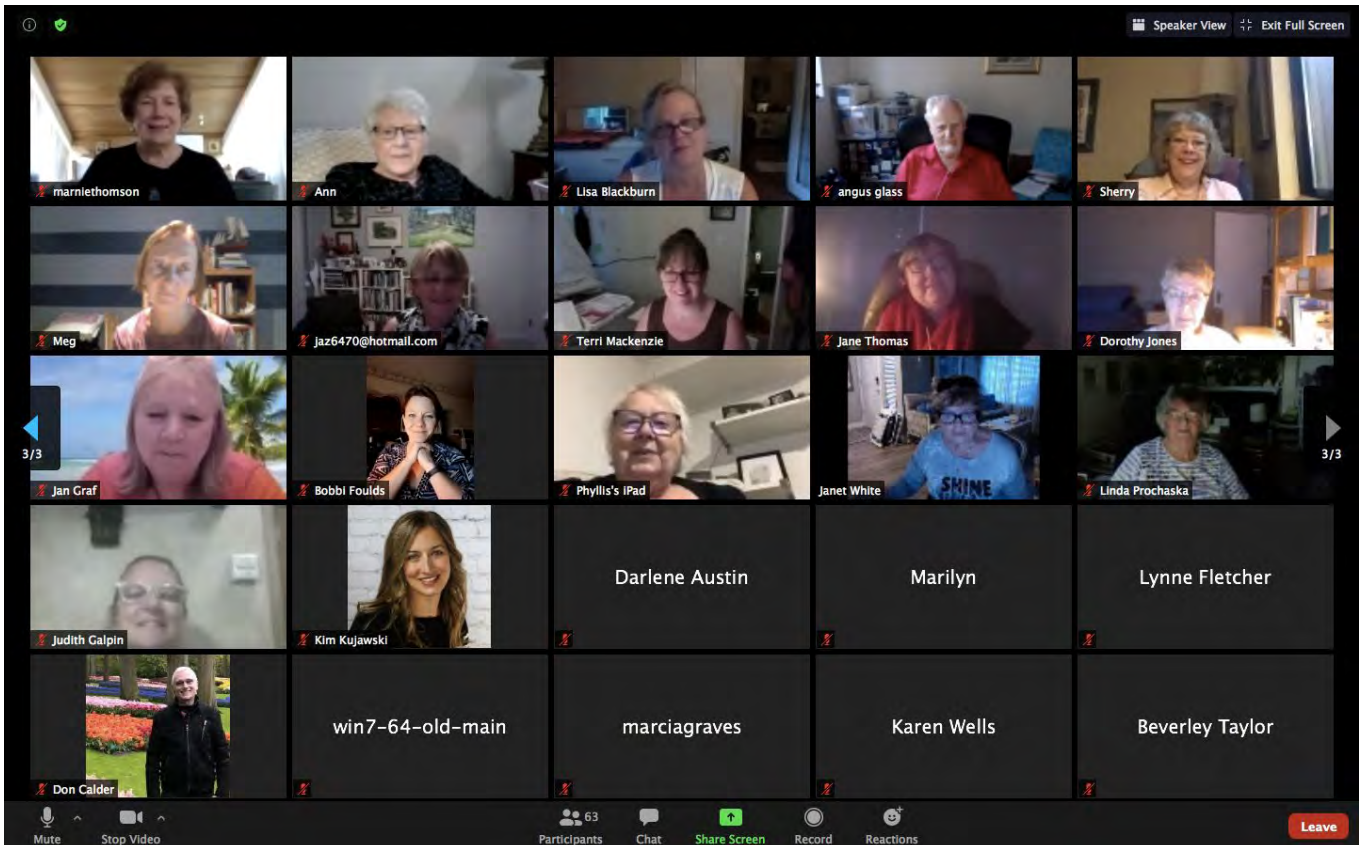 Speaker View
Exit Full Screen
marniethomson
Ann
Lisa Blackburn
angus glass
Sherry
Meg
jaz6470@hotmail.com
Terri Mackenzie
Jane Thomas
Dorothy Jones
3/3
3/3
Jan Graf
Bobbi Foulds
Phyllis's iPad
Janet White
SHINE
Linda Prochaska
Judith Galpin
Kim Kujawski
Darlene Austin
Marilyn
Lynne Fletcher
Don Calder
win7-64-old-main
marciagraves
Karen Wells
Beverley Taylor
63
Mute
Stop Video
Participants
Chat
Share Screen
Record
Reactions
Leave